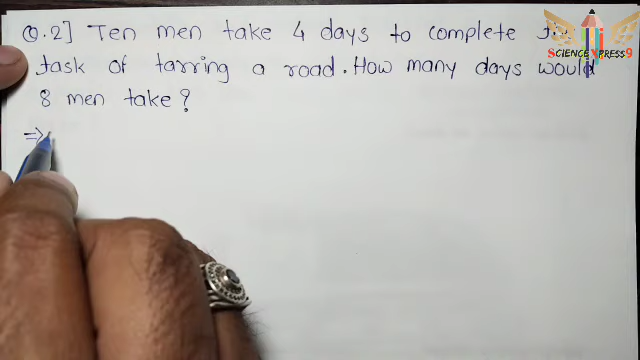 Q.2] Ten men take 4 days to complete the
task of tarring a road. How many days would
8 men take?
⇒
SCIENCE XPRESS9